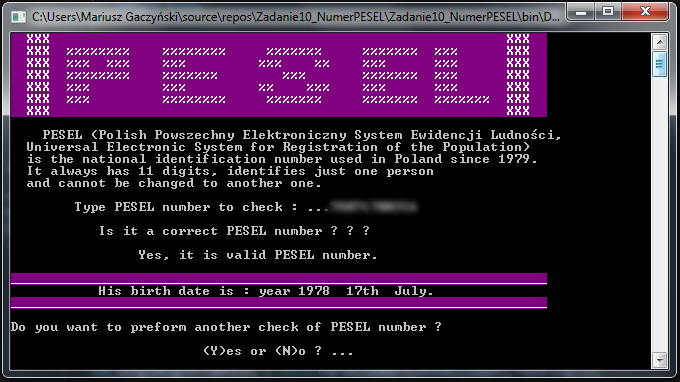 C:\Users\Mariusz Gaczyński\source\repos\Zadanie10_NumerPESEL\Zadanie10_NumerPESEL\bin\D...
PESEL
PESEL (Polish Powszechny Elektroniczny System Ewidencji Ludności,
Universal Electronic System for Registration of the Population)
is the national identification number used in Poland since 1979.
It always has 11 digits, identifies just one person
and cannot be changed to another one.
Type PESEL number to check : ...
Is it a correct PESEL number ? ? ?
Yes, it is valid PESEL number.
His birth date is : year 1978 17th July.
Do you want to preform another check of PESEL number ?
(Y)es or (N)o ? ...